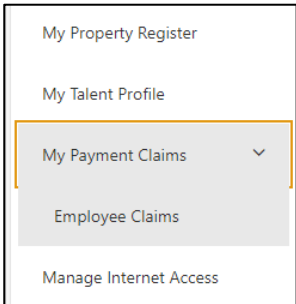 My Property Register
My Talent Profile
My Payment Claims
Employee Claims
Manage Internet Access